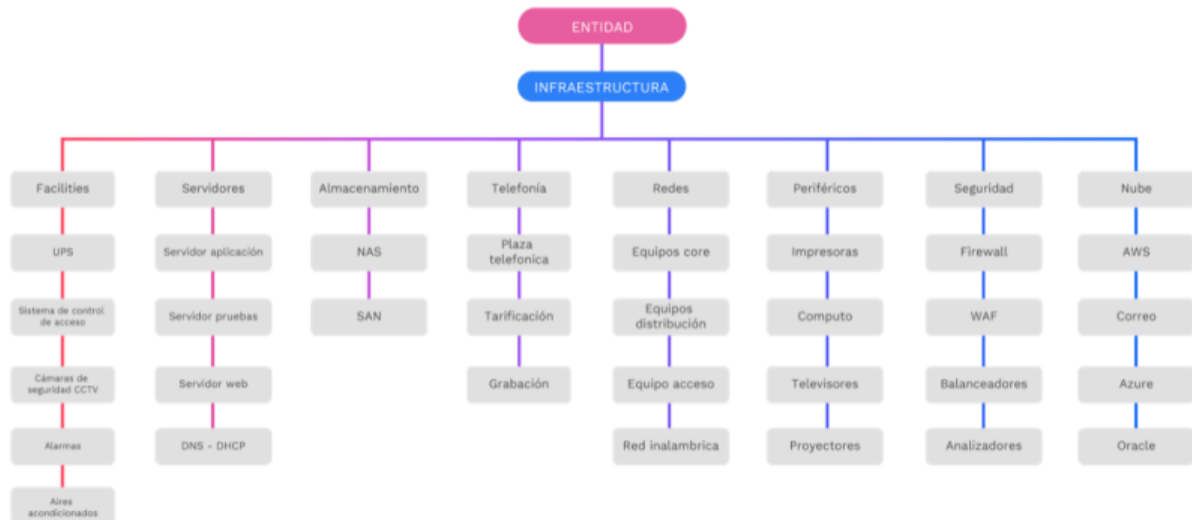 ENTIDAD
INFRAESTRUCTURA
Facilities
Servidores
Almacenamiento
Telefonía
Redes
Periféricos
Seguridad
Nube
UPS
Servidor aplicación
NAS
Plaza
telefonica
Equipos core
Impresoras
Firewall
AWS
Sistema de control
de acceso
Servidor pruebas
SAN
Tarificación
Equipos
distribución
Computo
WAF
Correo
Cámaras de
seguridad CCTV
Servidor web
Grabación
Equipo acceso
Televisores
Balanceadores
Azure
Alarmas
DNS - DHCP
Red inalambrica
Proyectores
Analizadores
Oracle
Aires
acondicionados